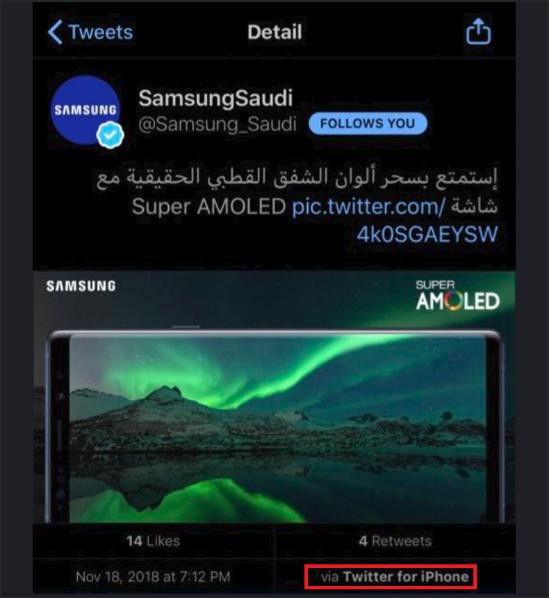 Tweets
Detail
SAMSUNG
SamsungSaudi
@Samsung_Saudi
FOLLOWS YOU
إستمتع بسحر ألوان الشفق القطبي الحقيقية مع
شاشة Super AMOLED pic.twitter.com/
4k0SGAEYSW
SAMSUNG
SUPER
AMOLED
14 Likes
4 Retweets
Nov 18, 2018 at 7:12 PM
via Twitter for iPhone